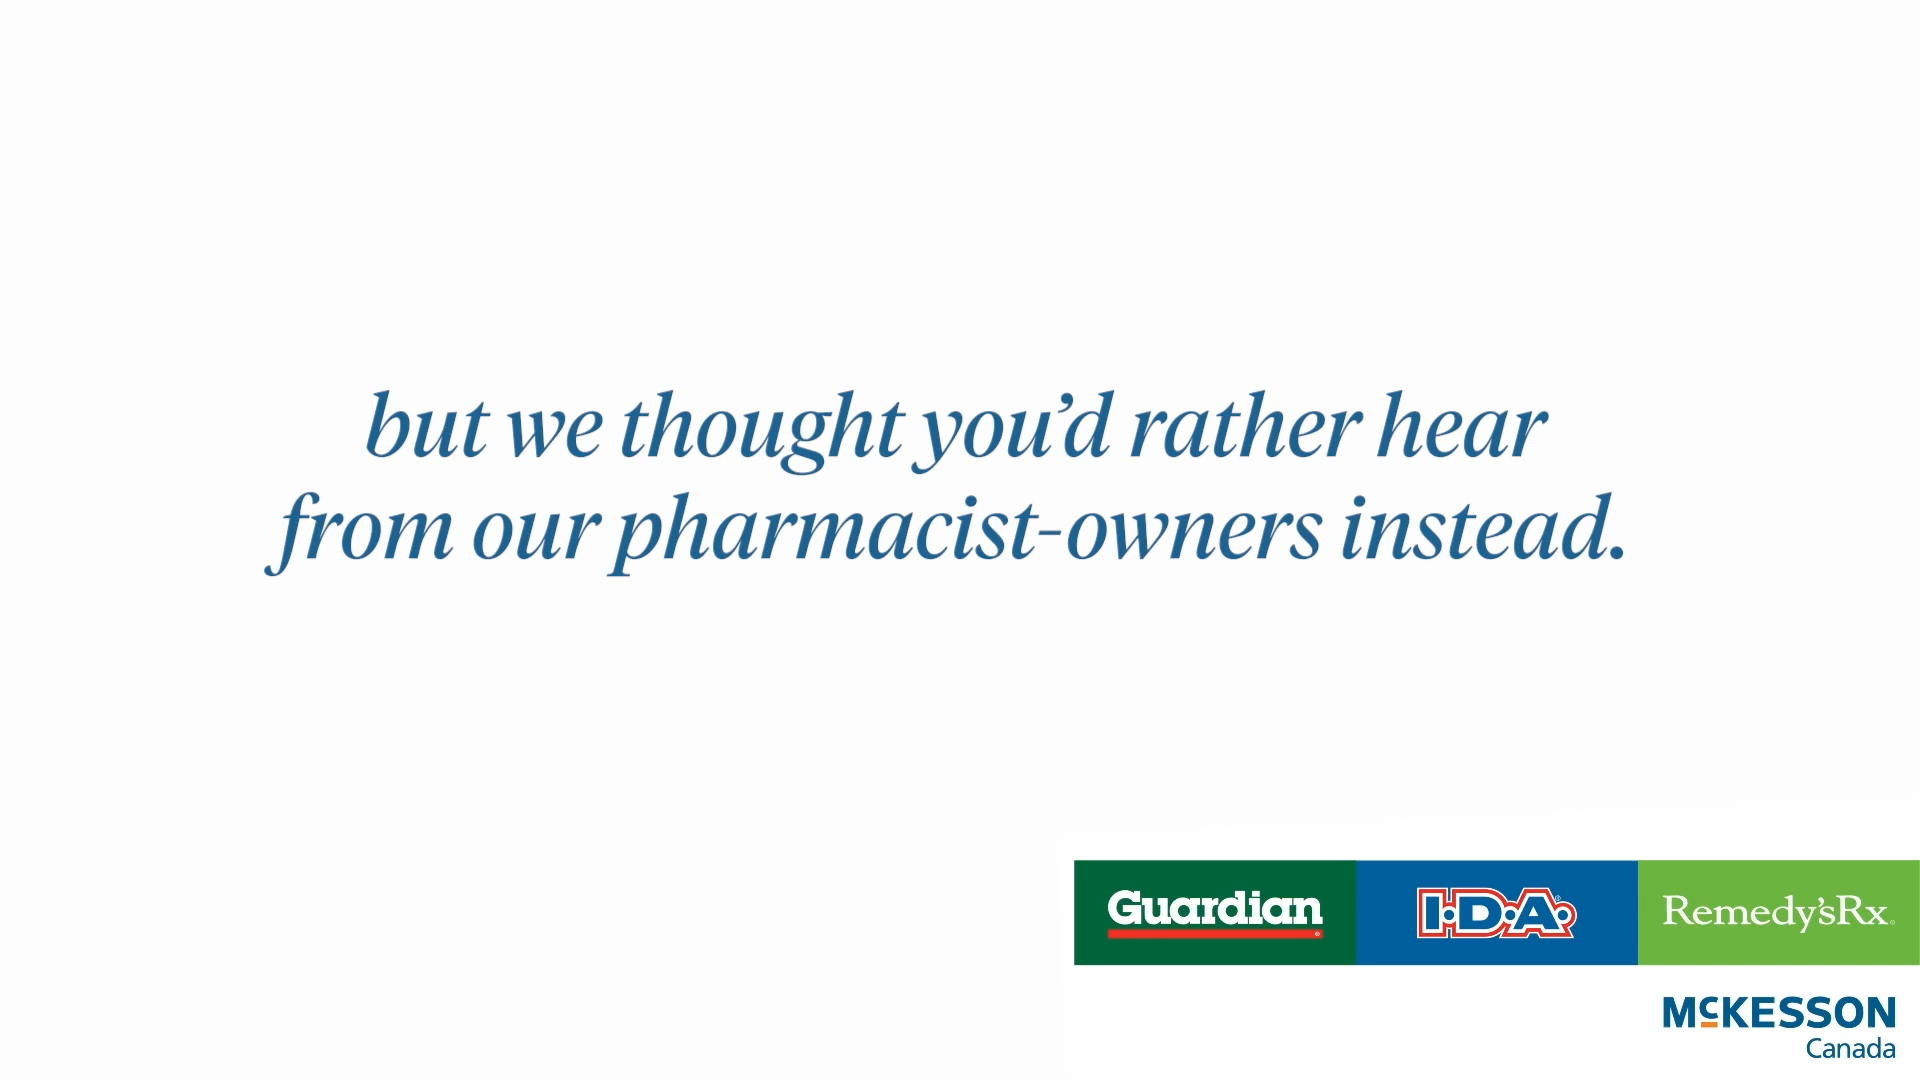 but we thought you’d rather hear
from our pharmacist-owners instead.
Guardian®
I·D·A·®
Remedy'sRx®
MCKESSON
Canada